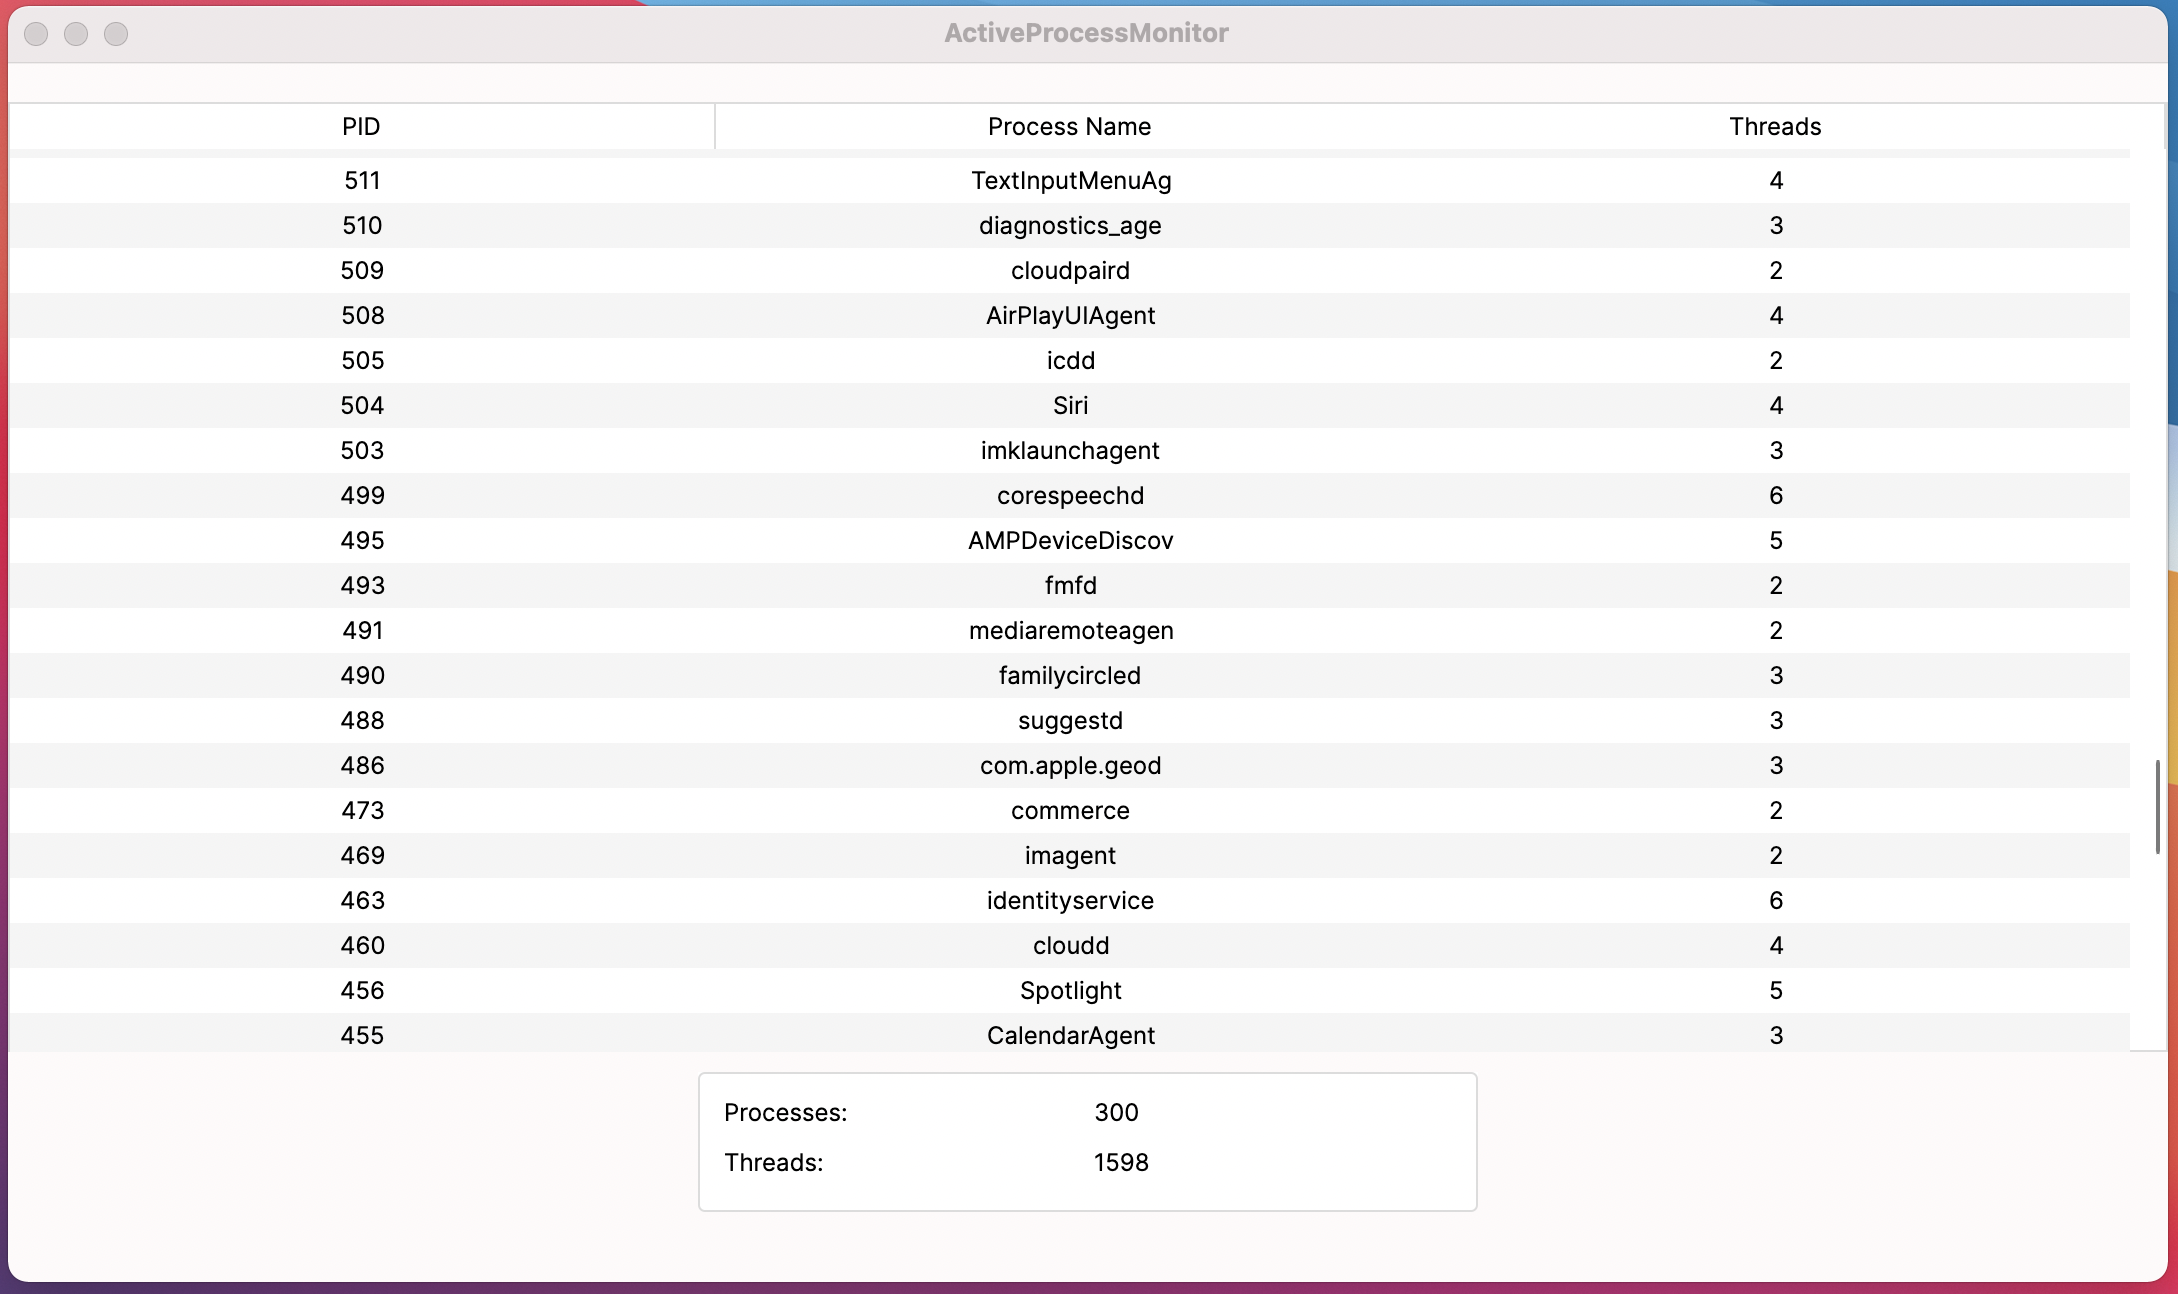 ActiveProcessMonitor
PID Process Name Threads
511 TextInputMenuAg 4
510 diagnostics_age 3
509 cloudpaird 2
508 AirPlayUIAgent 4
505 icdd 2
504 Siri 4
503 imklaunchagent 3
499 corespeechd 6
495 AMPDeviceDiscov 5
493 fmfd 2
491 mediaremoteagen 2
490 familycircled 3
488 suggestd 3
486 com.apple.geod 3
473 commerce 2
469 imagent 2
463 identityservice 6
460 cloudd 4
456 Spotlight 5
455 CalendarAgent 3
Processes: 300
Threads: 1598